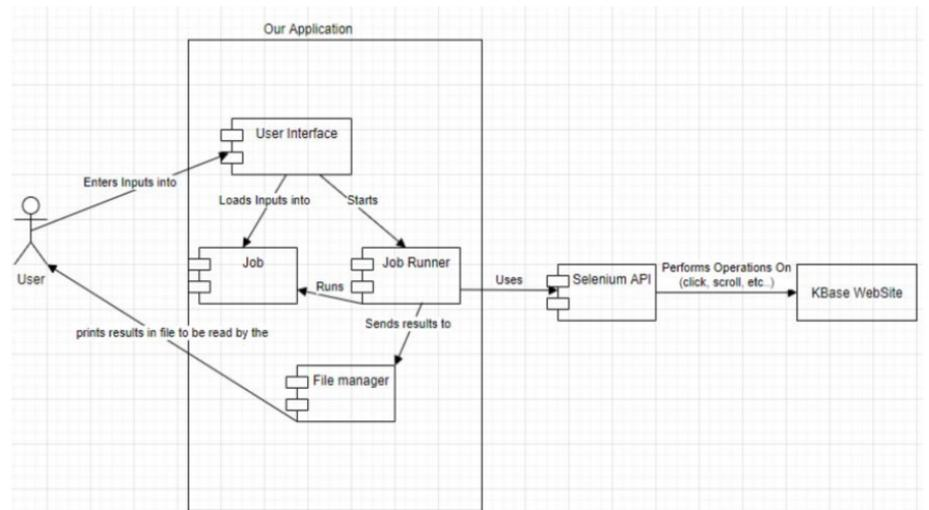 Our Application
User Interface
Enters Inputs into
Loads Inputs into
Starts
User
Job
Job Runner
Runs
Uses
Selenium API
Performs Operations On
(click, scroll, etc..)
KBase WebSite
Sends results to
prints results in file to be read by the
File manager